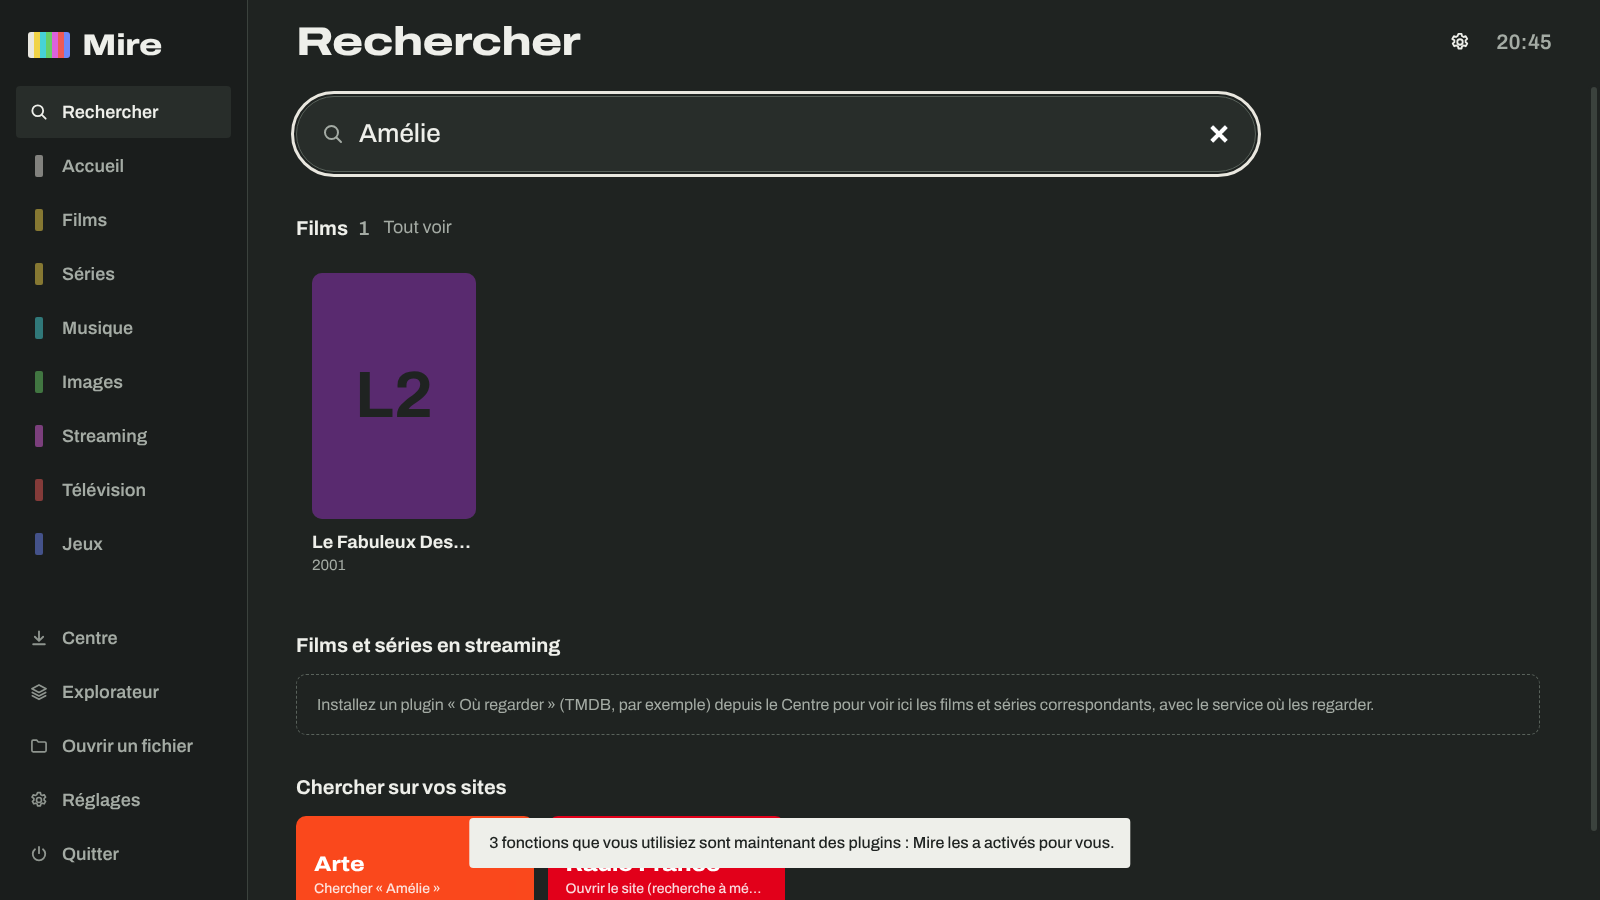 Mire
Rechercher
20:45
Rechercher
Accueil
Films
Séries
Musique
Images
Streaming
Télévision
Jeux
Centre
Explorateur
Ouvrir un fichier
Réglages
Quitter
Amélie
Films 1 Tout voir
L2
Le Fabuleux Des...
2001
Films et séries en streaming
Installez un plugin « Où regarder » (TMDB, par exemple) depuis le Centre pour voir ici les films et séries correspondants, avec le service où les regarder.
Chercher sur vos sites
3 fonctions que vous utilisiez sont maintenant des plugins : Mire les a activés pour vous.
Arte
Chercher « Amélie »
Radio France
Ouvrir le site (recherche à mé...